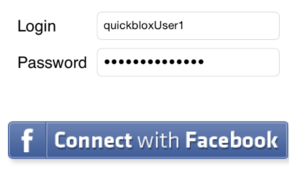 Login quickbloxUser1
Password ••••••••••••••
f Connect with Facebook